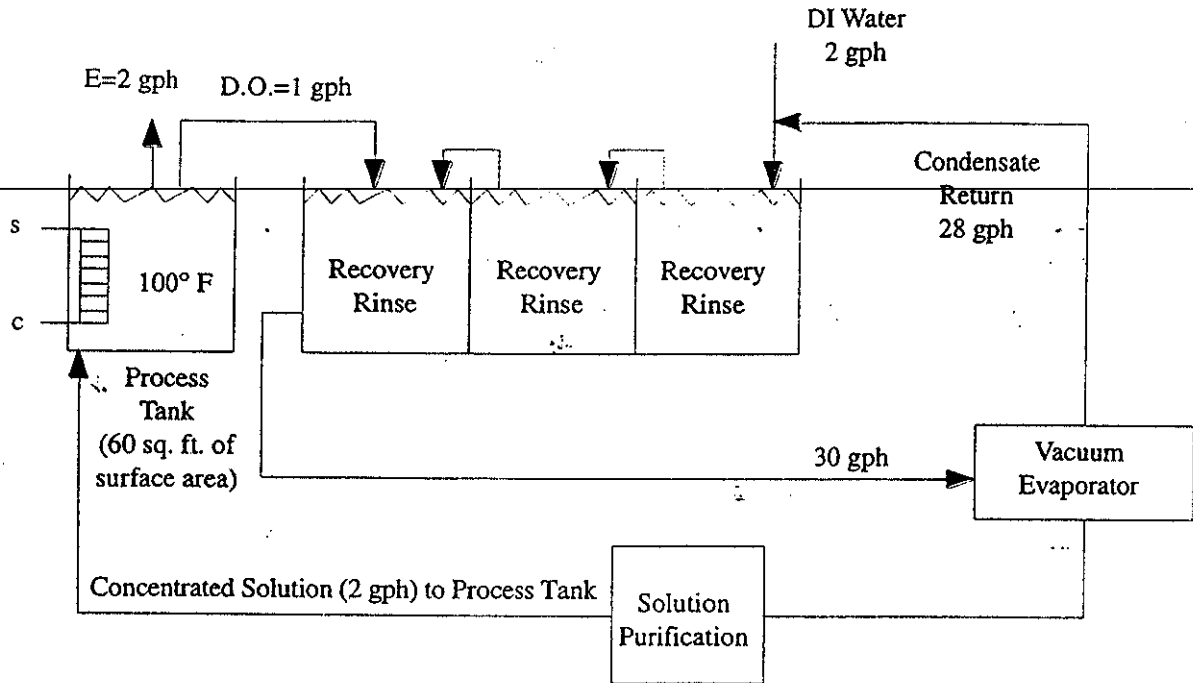 DI Water
2 gph
E=2 gph
D.O.=1 gph
Condensate
Return
28 gph
s
c
100° F
Recovery
Rinse
Recovery
Rinse
Recovery
Rinse
Process
Tank
(60 sq. ft. of
surface area)
30 gph
Vacuum
Evaporator
Concentrated Solution (2 gph) to Process Tank
Solution
Purification